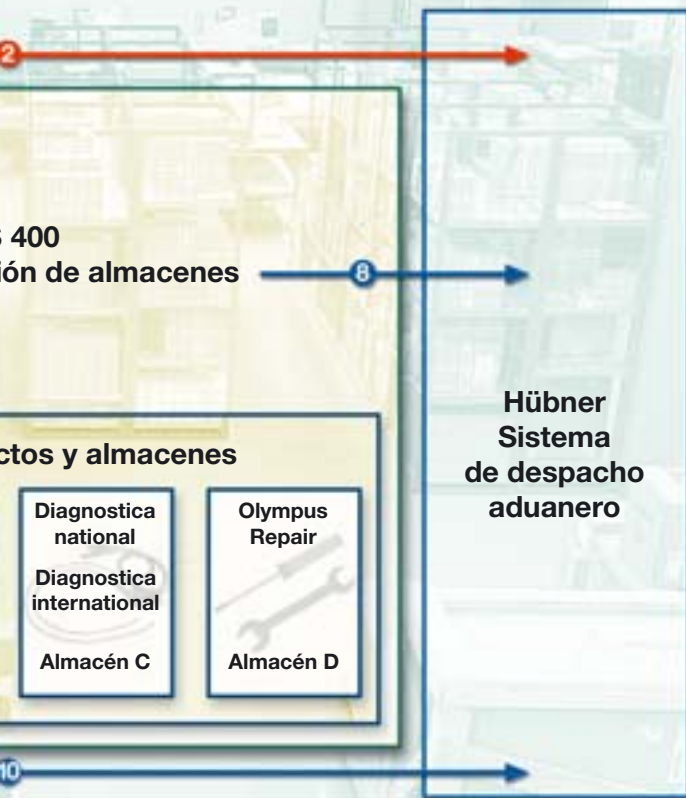 2
400
ión de almacenes
8
Hübner
Sistema
de despacho
aduanero
ctos y almacenes
Diagnostica
national
Diagnostica
international
Almacén C
Olympus
Repair
Almacén D
10